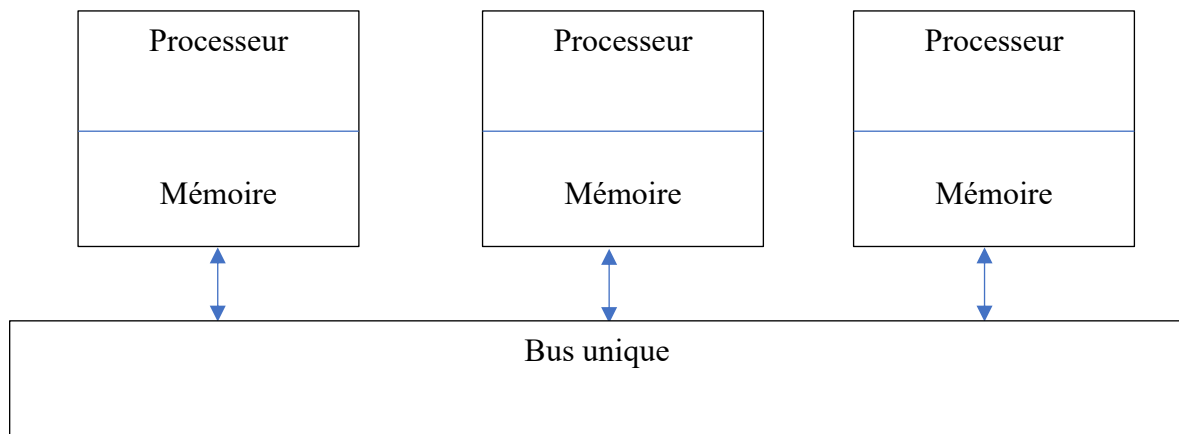 Processeur
Processeur
Processeur
Mémoire
Mémoire
Mémoire
Bus unique